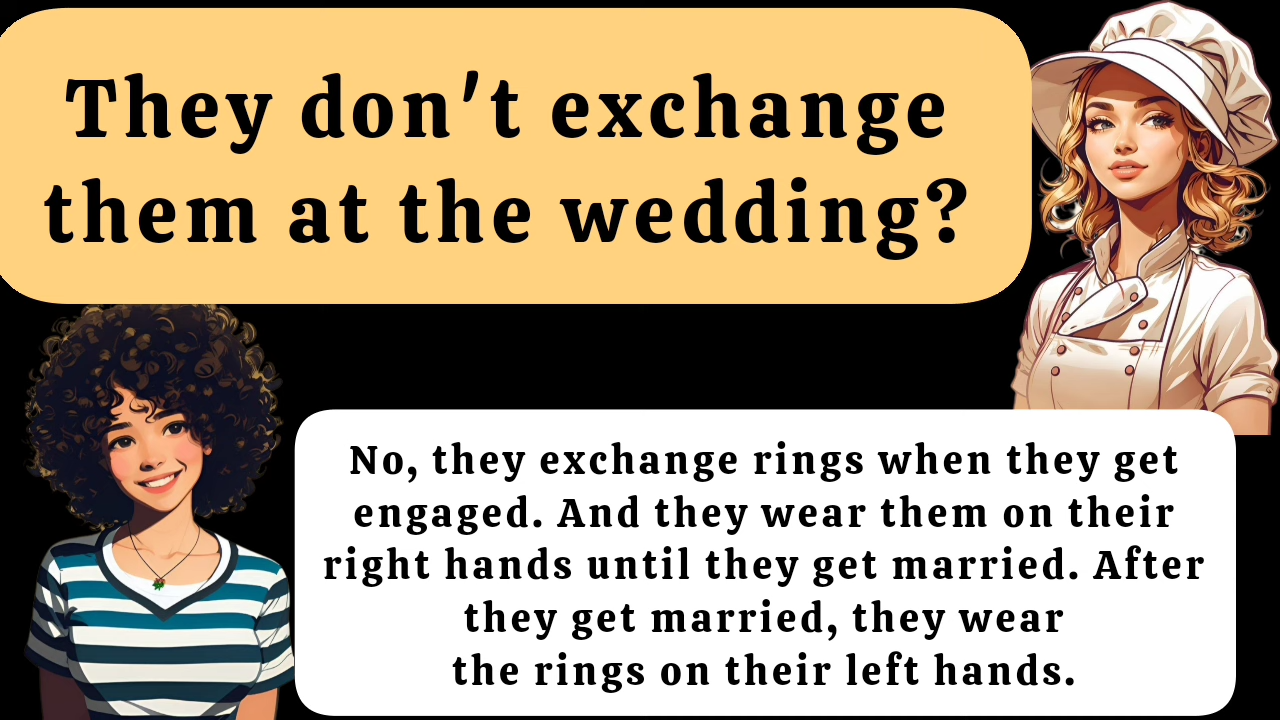 They don't exchange
them at the wedding?
No, they exchange rings when they get
engaged. And they wear them on their
right hands until they get married. After
they get married, they wear
the rings on their left hands.